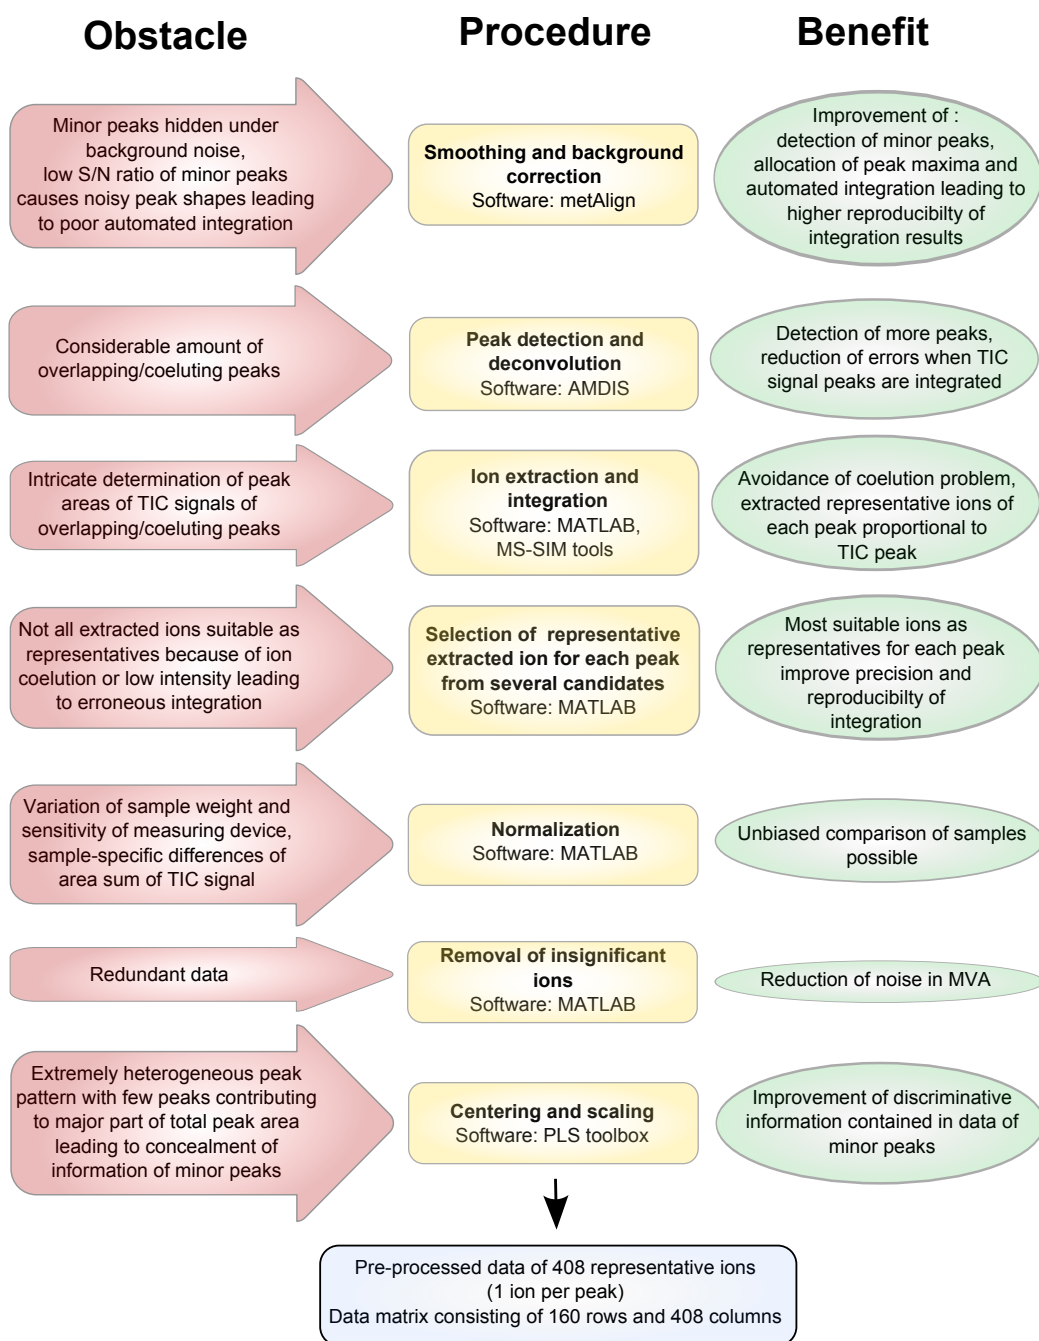 Obstacle
Procedure
Benefit
Minor peaks hidden under
background noise,
low S/N ratio of minor peaks
causes noisy peak shapes leading
to poor automated integration
Smoothing and background
correction
Software: metAlign
Improvement of :
detection of minor peaks,
allocation of peak maxima and
automated integration leading to
higher reproducibilty of
integration results
Considerable amount of
overlapping/coeluting peaks
Peak detection and
deconvolution
Software: AMDIS
Detection of more peaks,
reduction of errors when TIC
signal peaks are integrated
Intricate determination of peak
areas of TIC signals of
overlapping/coeluting peaks
Ion extraction and
integration
Software: MATLAB,
MS-SIM tools
Avoidance of coelution problem,
extracted representative ions of
each peak proportional to
TIC peak
Not all extracted ions suitable as
representatives because of ion
coelution or low intensity leading
to erroneous integration
Selection of representative
extracted ion for each peak
from several candidates
Software: MATLAB
Most suitable ions as
representatives for each peak
improve precision and
reproducibilty of
integration
Variation of sample weight and
sensitivity of measuring device,
sample-specific differences of
area sum of TIC signal
Normalization
Software: MATLAB
Unbiased comparison of samples
possible
Redundant data
Removal of insignificant
ions
Software: MATLAB
Reduction of noise in MVA
Extremely heterogeneous peak
pattern with few peaks contributing
to major part of total peak area
leading to concealment of
information of minor peaks
Centering and scaling
Software: PLS toolbox
Improvement of discriminative
information contained in data of
minor peaks
Pre-processed data of 408 representative ions
(1 ion per peak)
Data matrix consisting of 160 rows and 408 columns